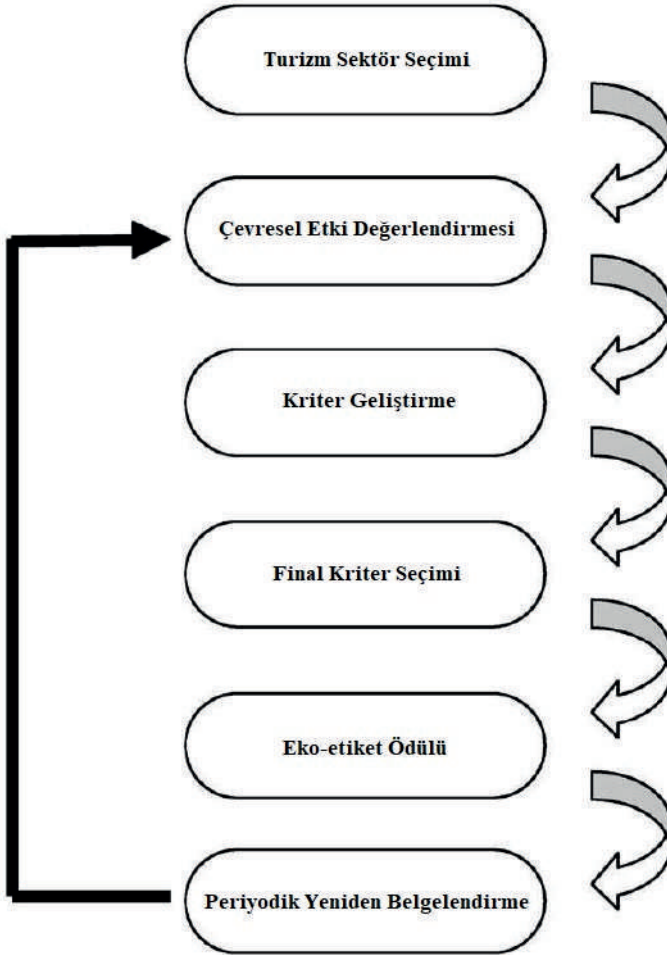 Turizm Sektör Seçimi
Çevresel Etki Değerlendirmesi
Kriter Geliştirme
Final Kriter Seçimi
Eko-etiket Ödülü
Periyodik Yeniden Belgelendirme